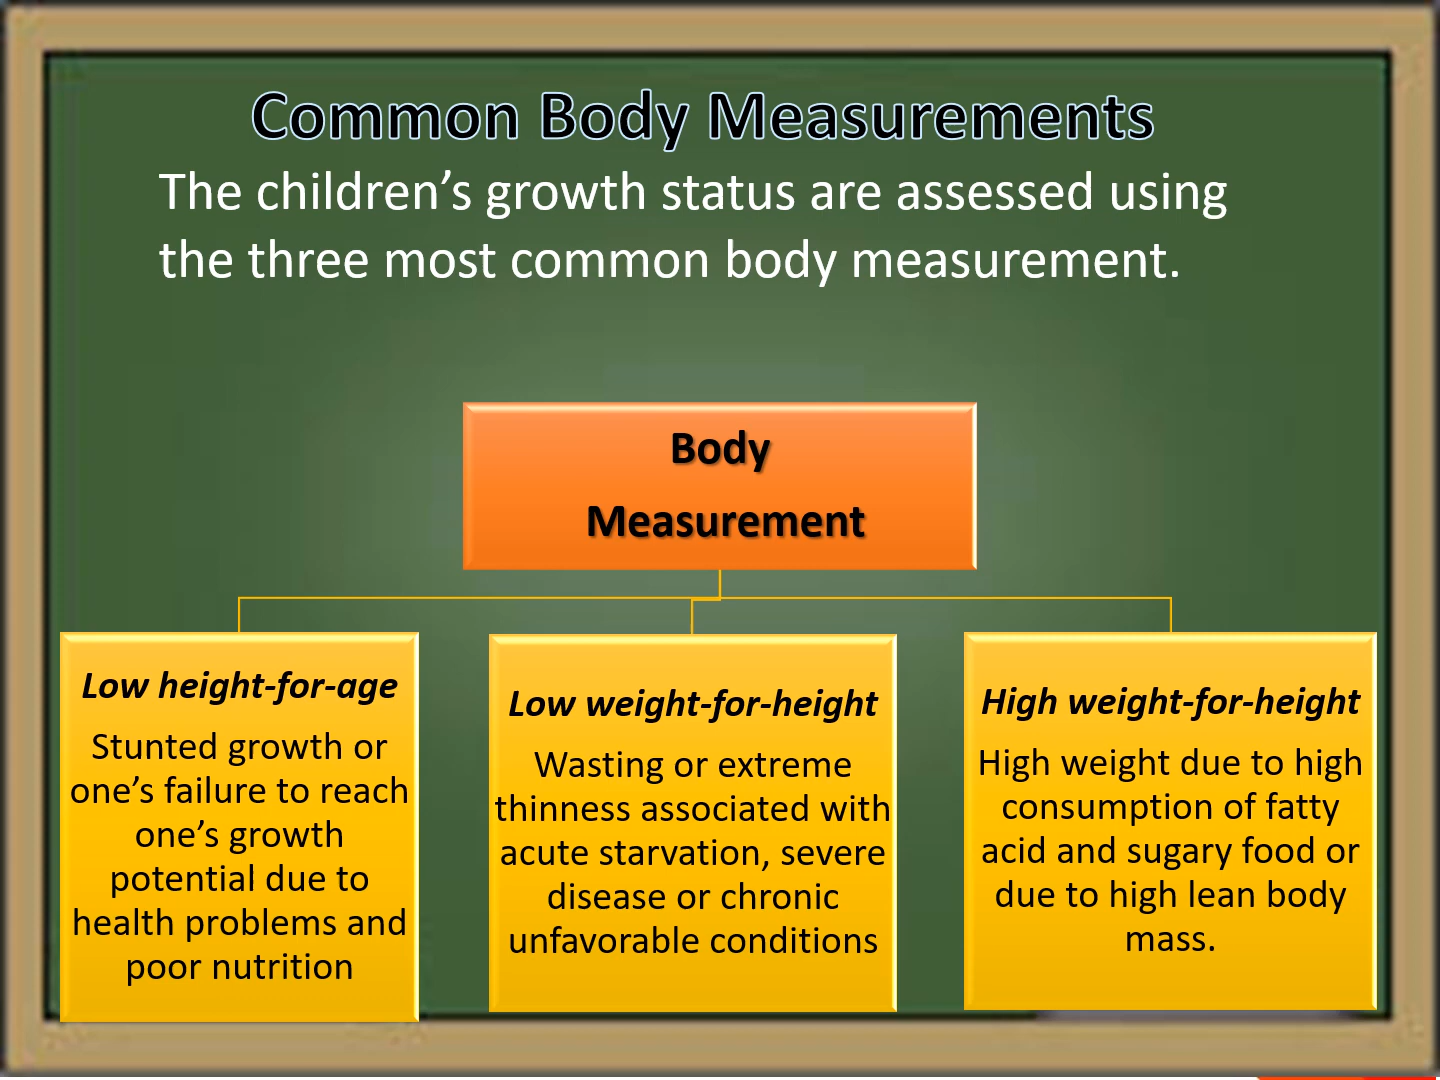 Common Body Measurements
The children’s growth status are assessed using
the three most common body measurement.
Body
Measurement
Low height-for-age
Stunted growth or
one’s failure to reach
one’s growth
potential due to
health problems and
poor nutrition
Low weight-for-height
Wasting or extreme
thinness associated with
acute starvation, severe
disease or chronic
unfavorable conditions
High weight-for-height
High weight due to high
consumption of fatty
acid and sugary food or
due to high lean body
mass.